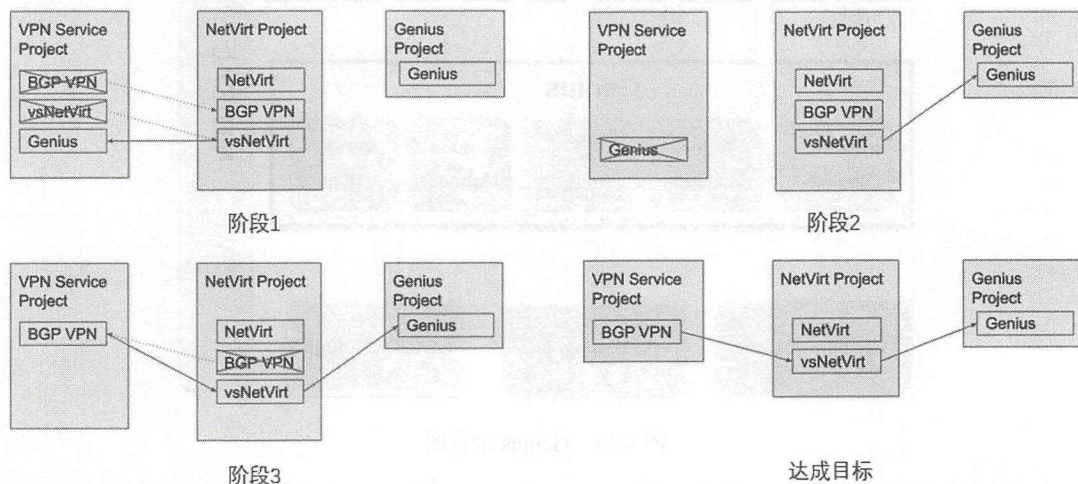 VPN Service
Project
BGP VPN
vsNetVirt
Genius
NetVirt Project
NetVirt
BGP VPN
vsNetVirt
Genius
Project
Genius
阶段1
VPN Service
Project
Genius
NetVirt Project
NetVirt
BGP VPN
vsNetVirt
Genius
Project
Genius
阶段2
VPN Service
Project
BGP VPN
NetVirt Project
NetVirt
BGP VPN
vsNetVirt
Genius
Project
Genius
阶段3
VPN Service
Project
BGP VPN
NetVirt Project
NetVirt
vsNetVirt
Genius
Project
Genius
达成目标